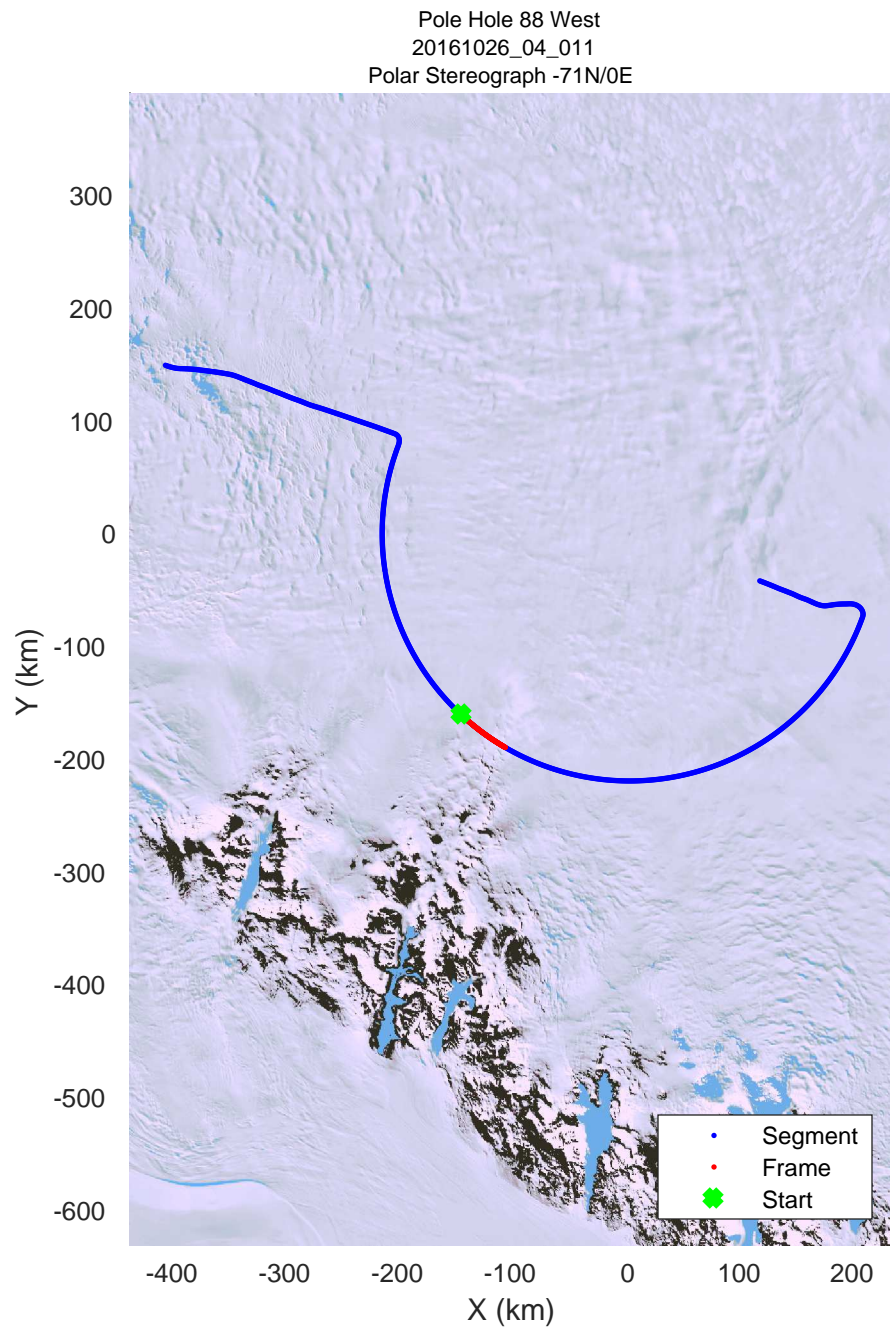 Pole Hole 88 West
20161026_04_011
Polar Stereograph -71N/0E
300
200
100
0
-100
-200
-300
-400
-500
-600
Y (km)
Segment
Frame
Start
-400 -300 -200 -100 0 100 200
X (km)